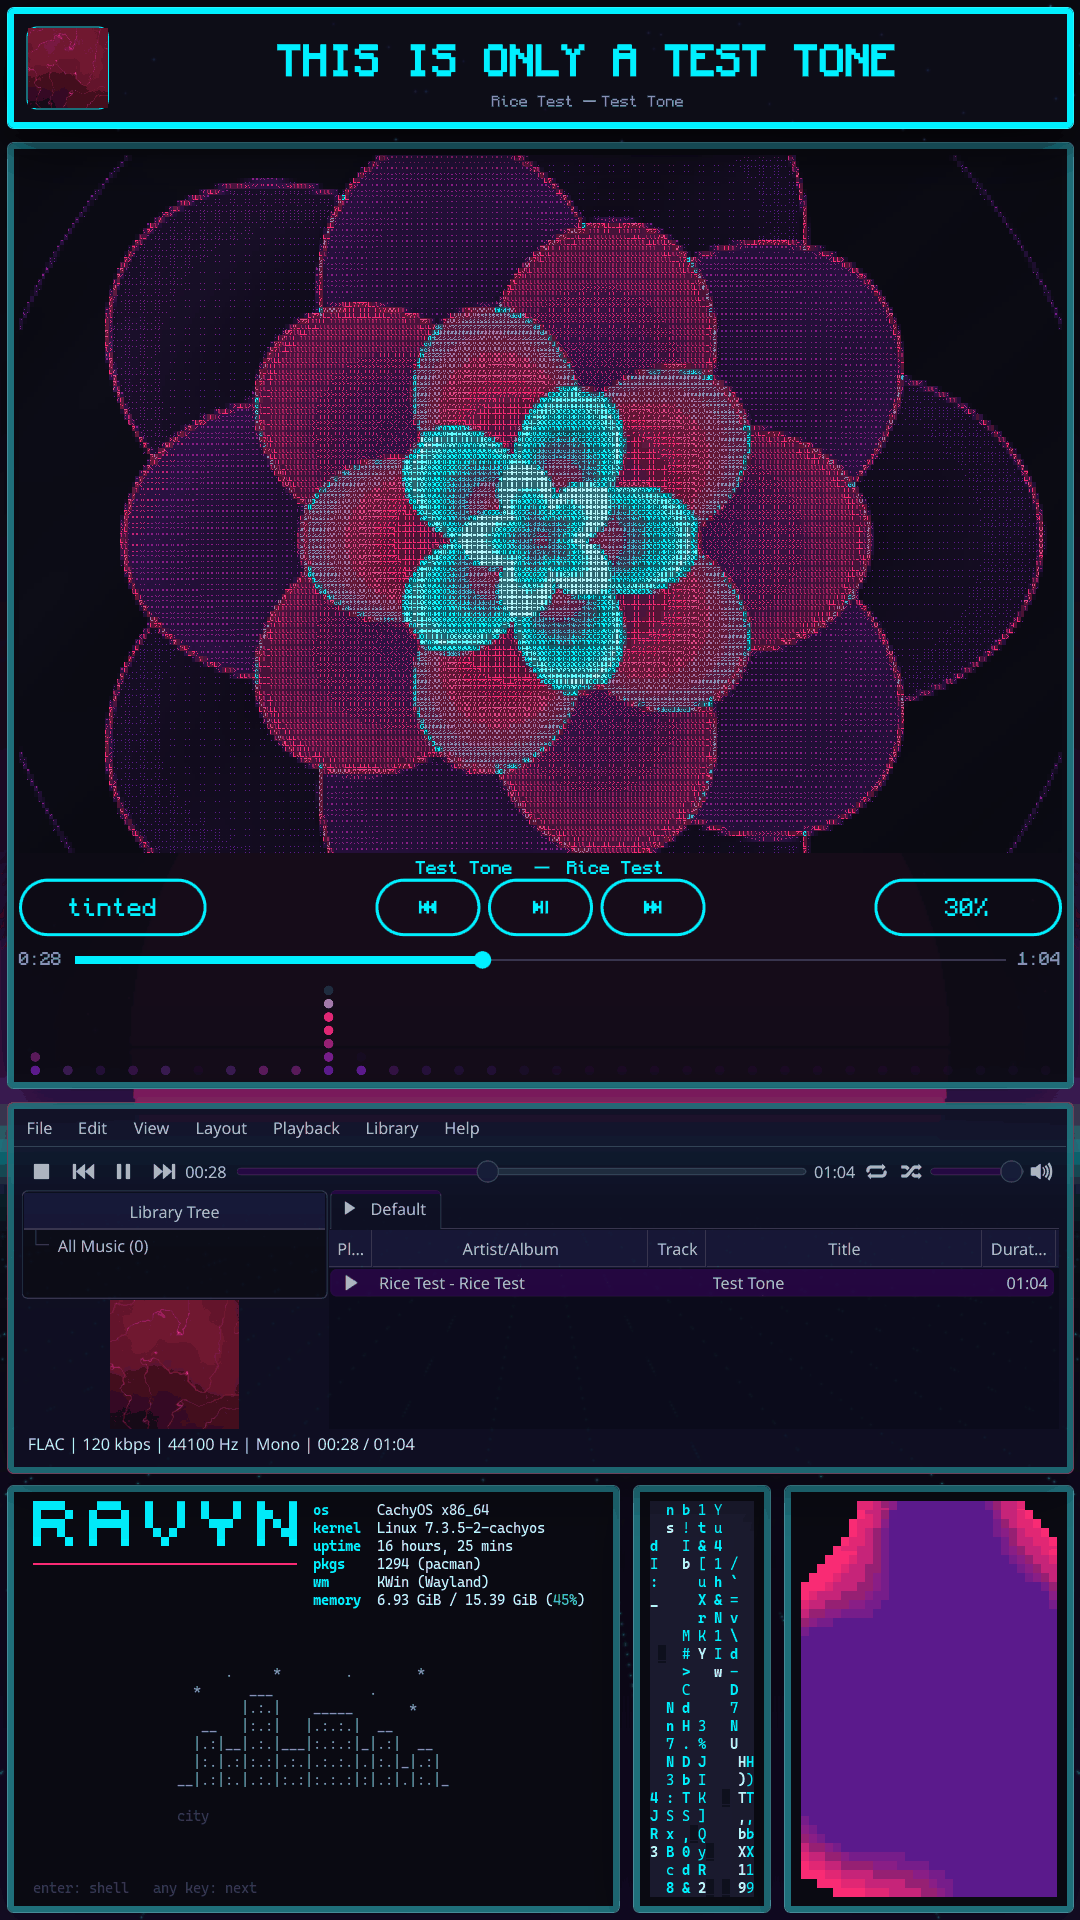 THIS IS ONLY A TEST TONE
Rice Test — Test Tone
Test Tone — Rice Test
tinted
30%
0:28
1:04
File Edit View Layout Playback Library Help
00:28
01:04
Library Tree
All Music (0)
Default
Pl... Artist/Album Track Title Durat...
Rice Test - Rice Test Test Tone 01:04
FLAC | 120 kbps | 44100 Hz | Mono | 00:28 / 01:04
RAVYN
os CachyOS x86_64
kernel Linux 7.3.5-2-cachyos
uptime 16 hours, 25 mins
pkgs 1294 (pacman)
wm KWin (Wayland)
memory 6.93 GiB / 15.39 GiB (45%)
city
enter: shell any key: next